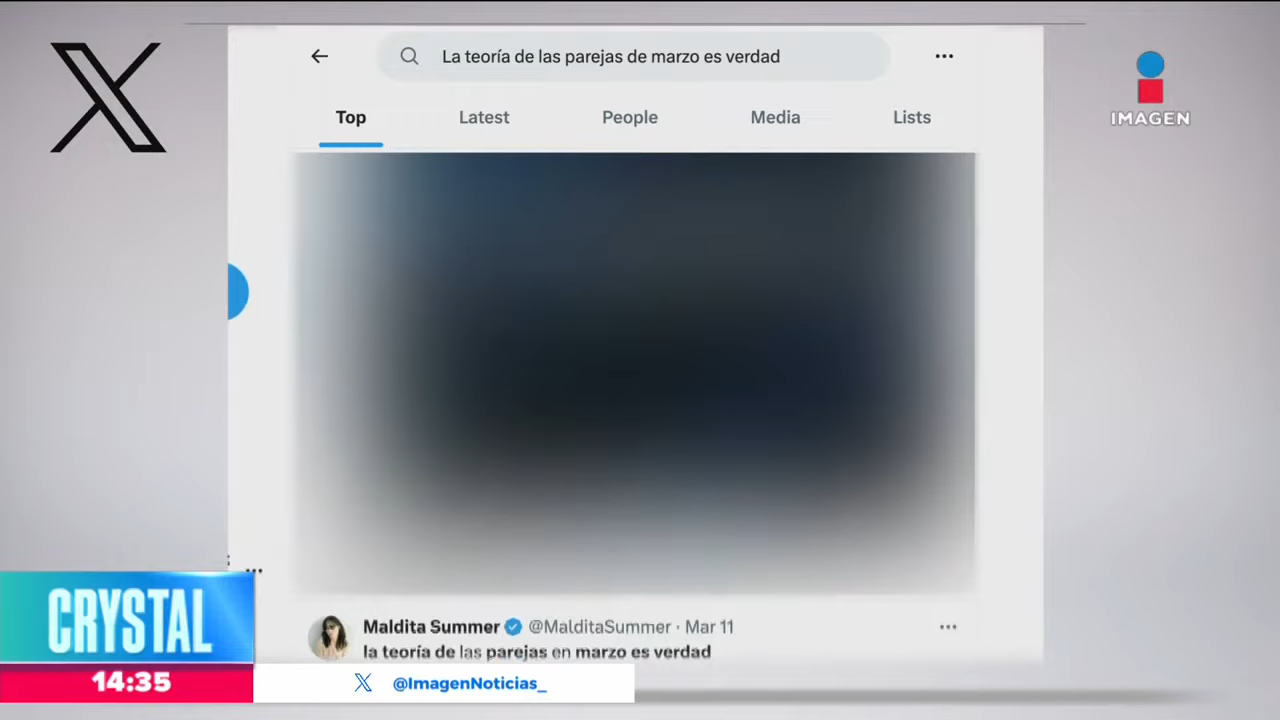 La teoría de las parejas de marzo es verdad
Top Latest People Media Lists
IMAGEN
Maldita Summer @MalditaSummer · Mar 11
la teoría de las parejas en marzo es verdad
CRYSTAL
14:35
@ImagenNoticias_